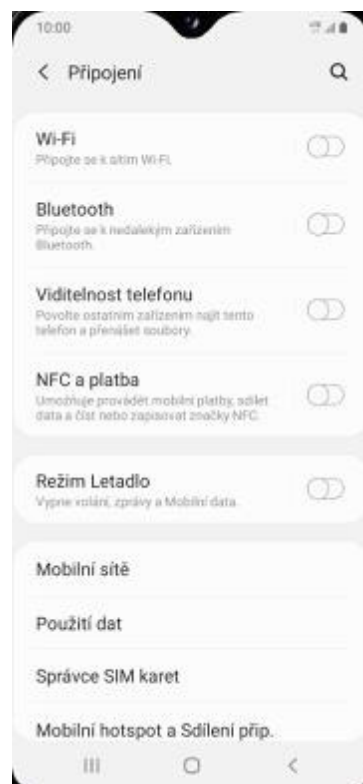 10:00
Připojení
Wi-Fi
Připojte se k sítím Wi-Fi.
Bluetooth
Připojte se k nedalekým zařízením
Bluetooth.
Viditelnost telefonu
Povolte ostatním zařízením najít tento
telefon a přenášet soubory.
NFC a platba
Umožňuje provádět mobilní platby, sdílet
data a číst nebo zapisovat značky NFC.
Režim Letadlo
Vypne volání, zprávy a Mobilní data.
Mobilní sítě
Použití dat
Správce SIM karet
Mobilní hotspot a Sdílení přip.